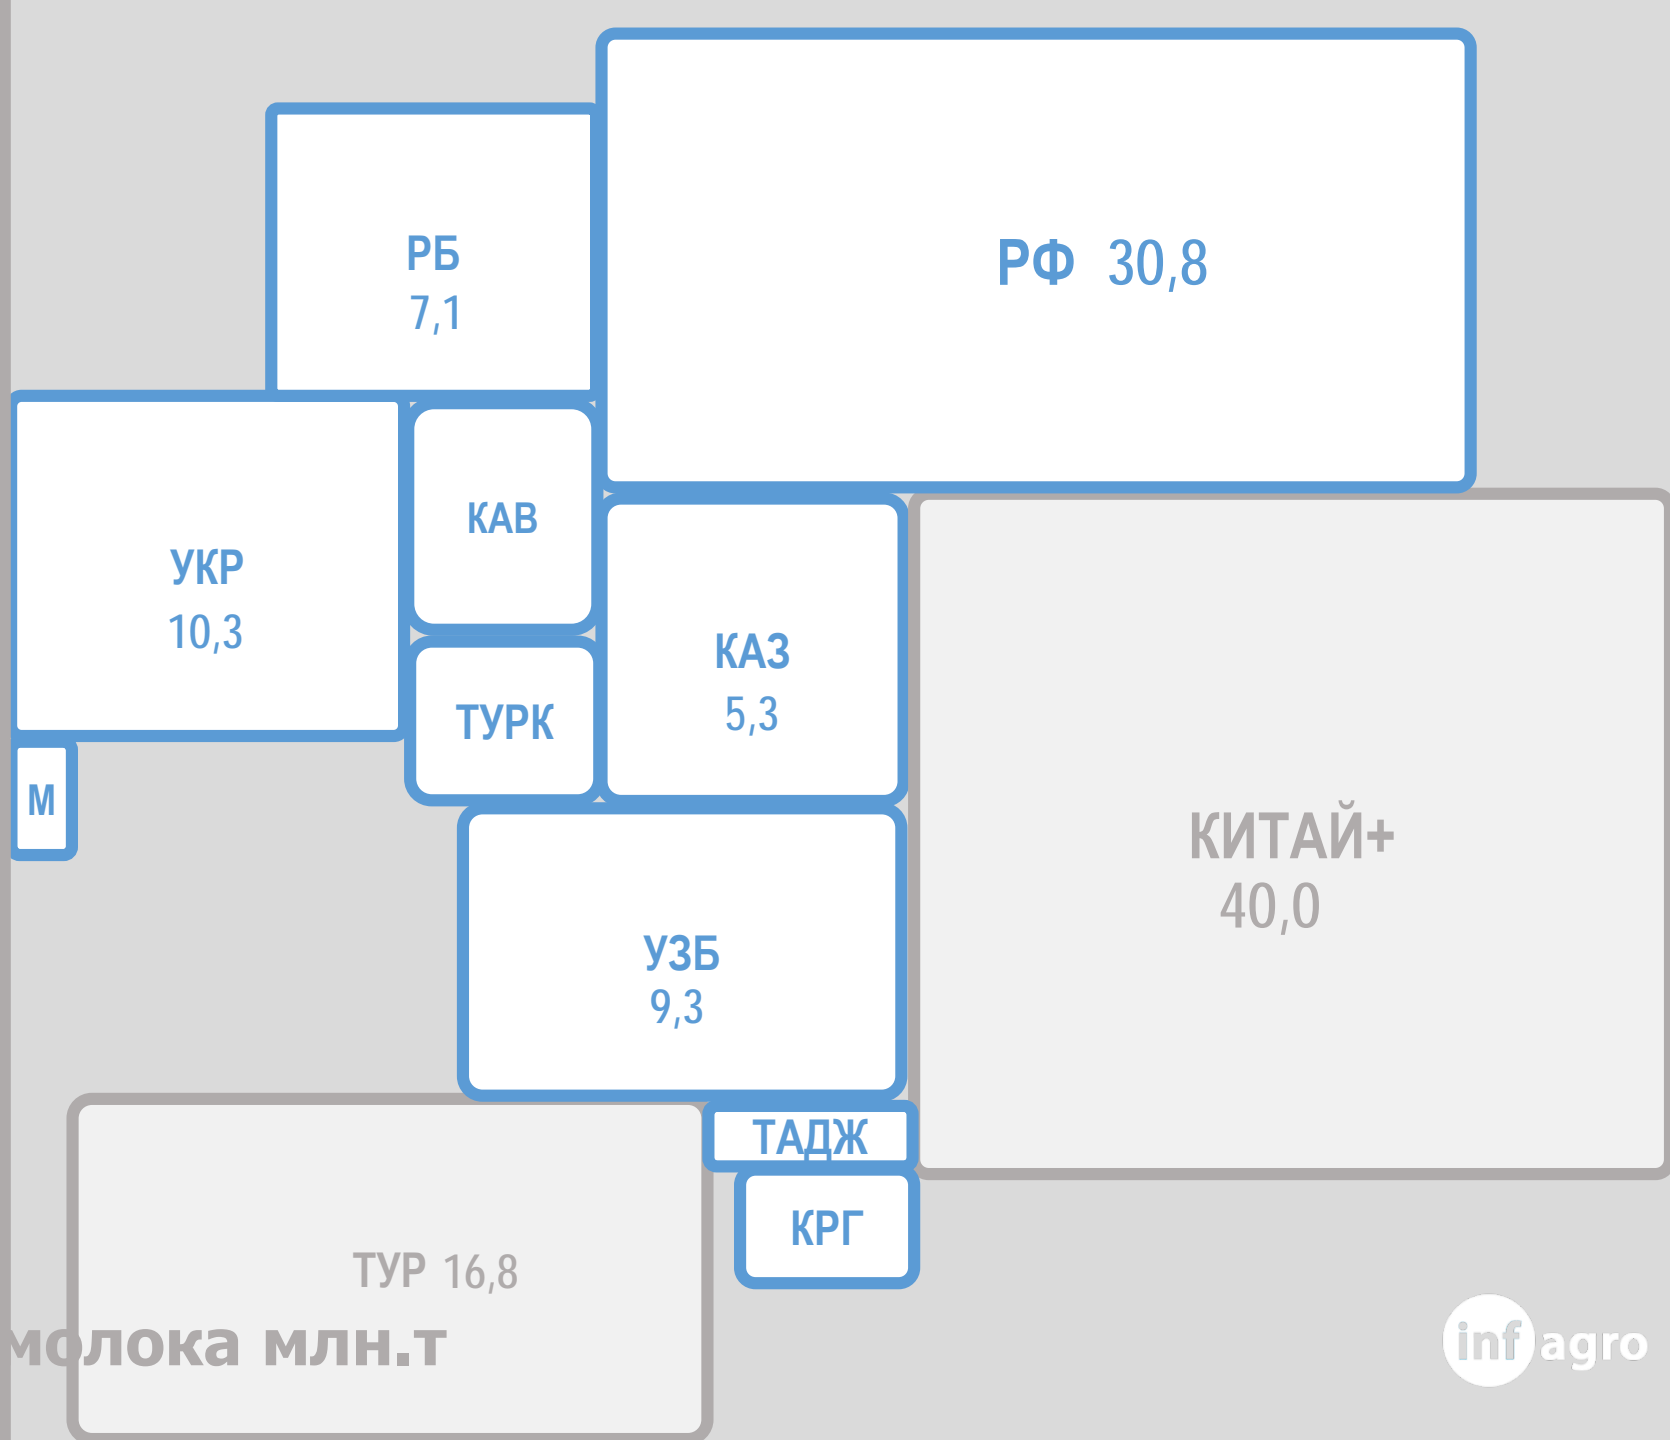 РФ 30,8
РБ
7,1
КАВ
УКР
10,3
КАЗ
5,3
ТУРК
М
КИТАЙ+
40,0
УЗБ
9,3
ТАДЖ
КРГ
ТУР 16,8
молока млн.т
inf agro